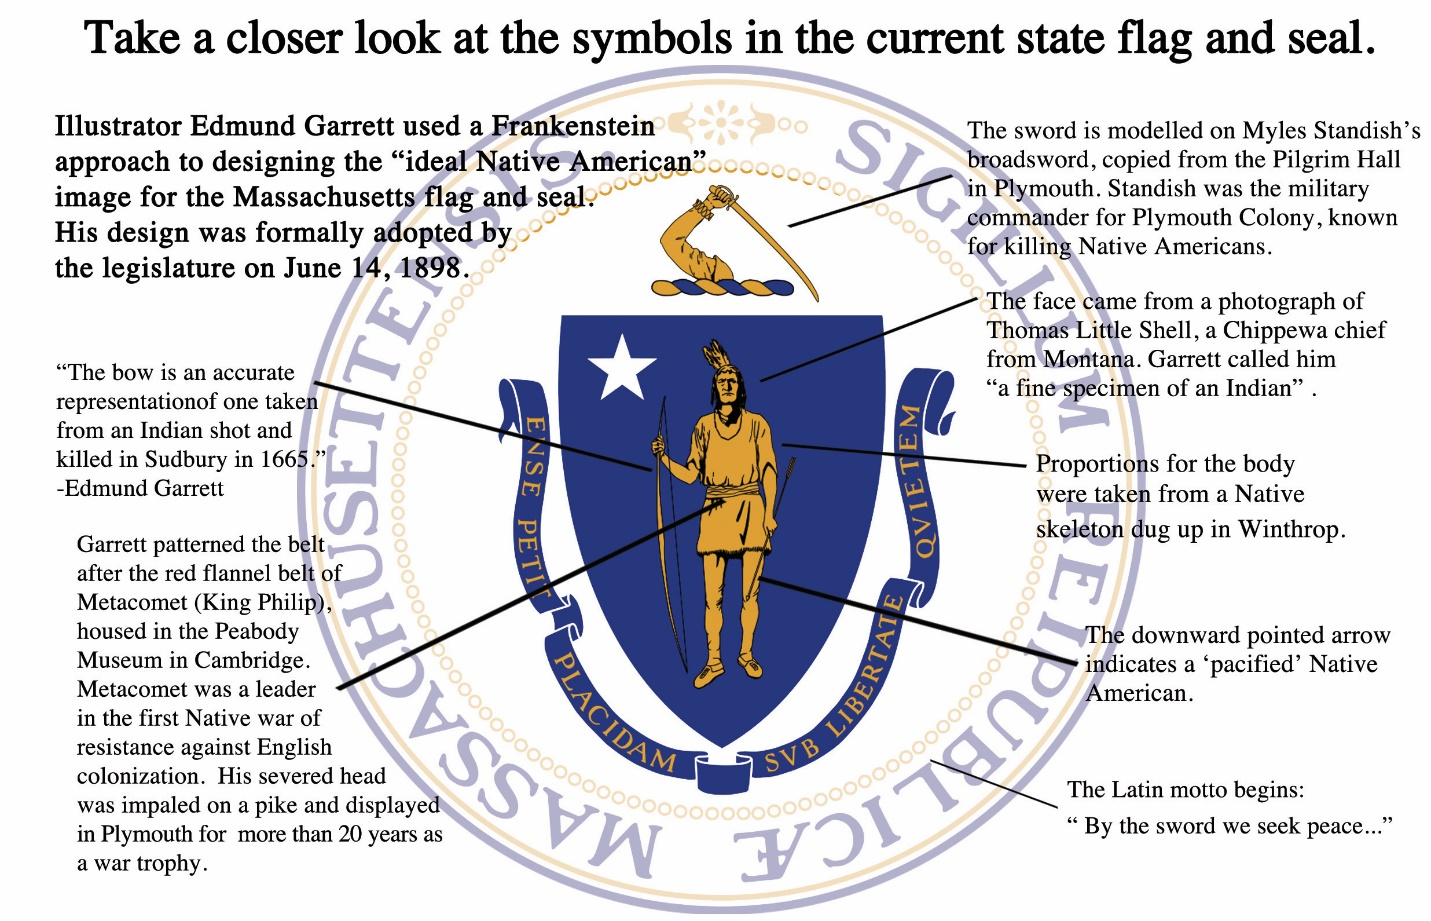 Take a closer look at the symbols in the current state flag and seal.
Illustrator Edmund Garrett used a Frankenstein
approach to designing the “ideal Native American”
image for the Massachusetts flag and seal.
His design was formally adopted by
the legislature on June 14, 1898.
“The bow is an accurate
representationof one taken
from an Indian shot and
killed in Sudbury in 1665.”
-Edmund Garrett
Garrett patterned the belt
after the red flannel belt of
Metacomet (King Philip),
housed in the Peabody
Museum in Cambridge.
Metacomet was a leader
in the first Native war of
resistance against English
colonization. His severed head
was impaled on a pike and displayed
in Plymouth for more than 20 years as
a war trophy.
The sword is modelled on Myles Standish’s
broadsword, copied from the Pilgrim Hall
in Plymouth. Standish was the military
commander for Plymouth Colony, known
for killing Native Americans.
The face came from a photograph of
Thomas Little Shell, a Chippewa chief
from Montana. Garrett called him
“a fine specimen of an Indian” .
Proportions for the body
were taken from a Native
skeleton dug up in Winthrop.
The downward pointed arrow
indicates a ‘pacified’ Native
American.
The Latin motto begins:
“ By the sword we seek peace...”
ENSE PETIT PLACIDAM SVB LIBERTATE QVIETEM
SIGILLUM REIPUBLICÆ MASSACHUSETTENSIS.